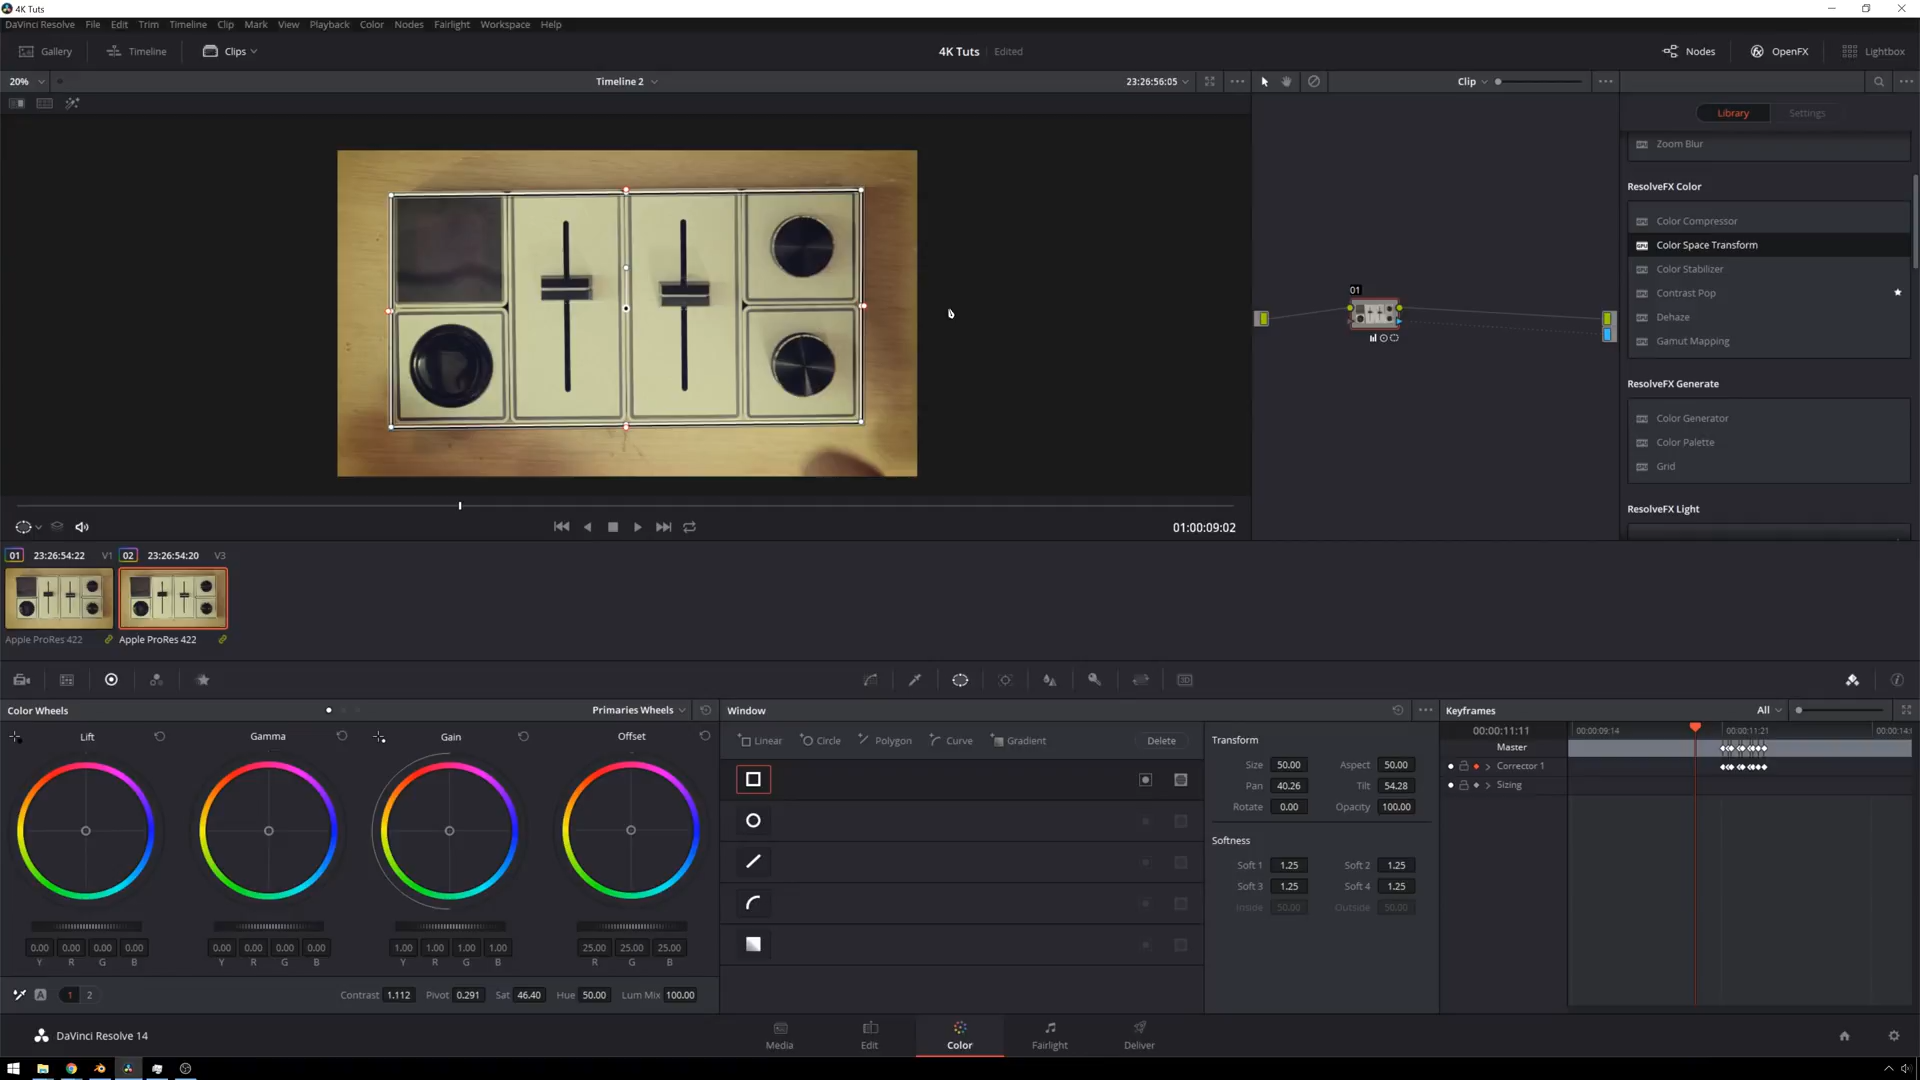 4K Tuts
DaVinci Resolve File Edit Trim Timeline Clip Mark View Playback Color Nodes Fairlight Workspace Help
Gallery Timeline Clips 4K Tuts Edited Nodes OpenFX Lightbox
20% Timeline 2 23:26:56:05 Clip
Library Settings
Zoom Blur
ResolveFX Color
Color Compressor
Color Space Transform
Color Stabilizer
Contrast Pop
Dehaze
Gamut Mapping
ResolveFX Generate
Color Generator
Color Palette
Grid
ResolveFX Light
01
01:00:09:02
01 23:26:54:22 V1 02 23:26:54:20 V3
Apple ProRes 422 Apple ProRes 422
Color Wheels Primaries Wheels Window Keyframes All
Lift Gamma Gain Offset
Linear Circle Polygon Curve Gradient Delete
Transform
Size 50.00 Aspect 50.00
Pan 40.26 Tilt 54.28
Rotate 0.00 Opacity 100.00
Softness
Soft 1 1.25 Soft 2 1.25
Soft 3 1.25 Soft 4 1.25
Inside 50.00 Outside 50.00
00:00:11:11 00:00:09:14 00:00:11:21
Master
Corrector 1
Sizing
0.00 0.00 0.00 0.00 0.00 0.00 0.00 0.00 1.00 1.00 1.00 1.00 25.00 25.00 25.00
Y R G B Y R G B Y R G B R G B
A 1 2 Contrast 1.112 Pivot 0.291 Sat 46.40 Hue 50.00 Lum Mix 100.00
DaVinci Resolve 14
Media Edit Color Fairlight Deliver